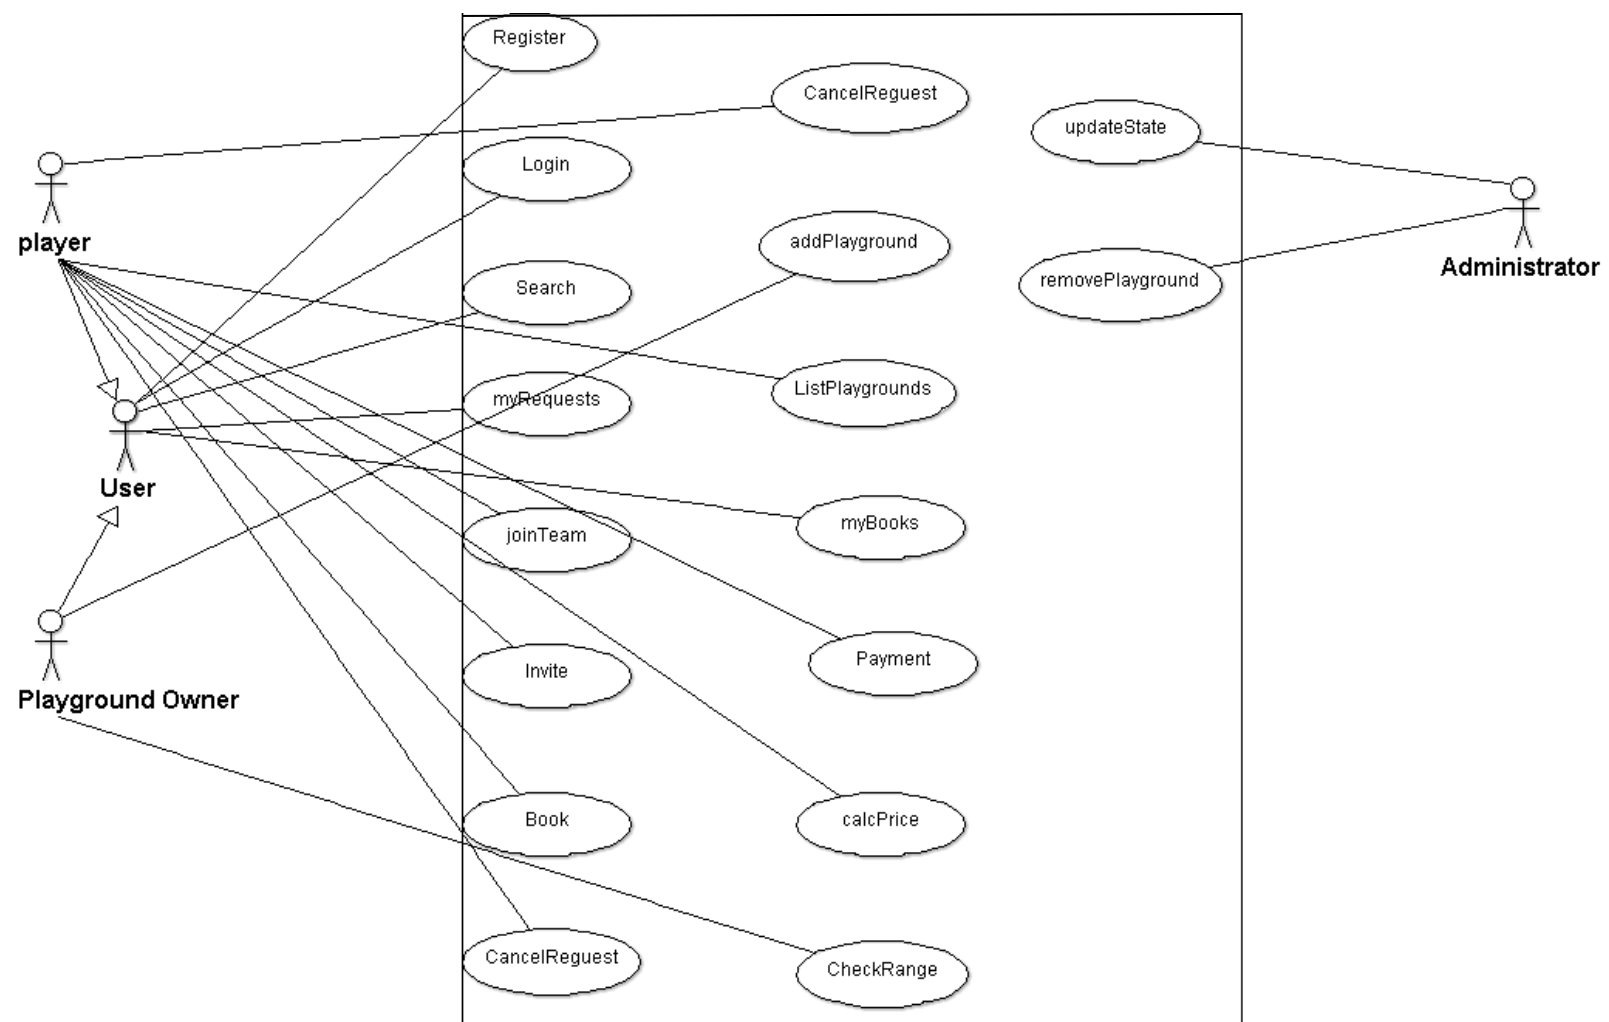 Register
CancelReguest
updateState
Login
player
addPlayground
Administrator
Search
removePlayground
myRequests
ListPlaygrounds
User
joinTeam
myBooks
Invite
Payment
Playground Owner
Book
calcPrice
CancelReguest
CheckRange